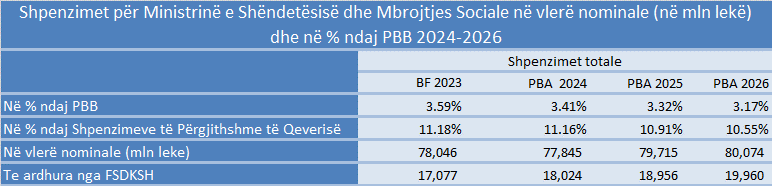 Shpenzimet për Ministrinë e Shëndetësisë dhe Mbrojtjes Sociale në vlerë nominale (në mln lekë)
dhe në % ndaj PBB 2024-2026
Shpenzimet totale
BF 2023 PBA 2024 PBA 2025 PBA 2026
Në % ndaj PBB 3.59% 3.41% 3.32% 3.17%
Në % ndaj Shpenzimeve të Përgjithshme të Qeverisë 11.18% 11.16% 10.91% 10.55%
Në vlerë nominale (mln leke) 78,046 77,845 79,715 80,074
Te ardhura nga FSDKSH 17,077 18,024 18,956 19,960